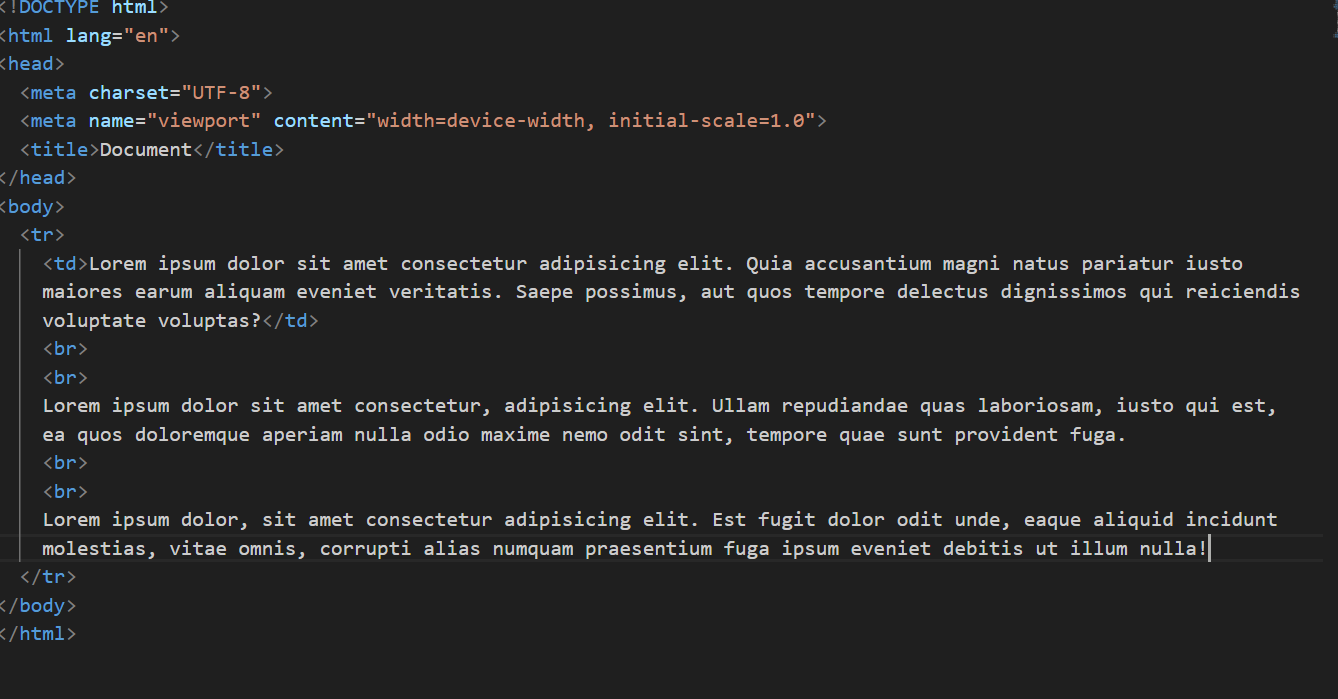 <!DOCTYPE html>
<html lang="en">
<head>
<meta charset="UTF-8">
<meta name="viewport" content="width=device-width, initial-scale=1.0">
<title>Document</title>
</head>
<body>
<tr>
<td>Lorem ipsum dolor sit amet consectetur adipisicing elit. Quia accusantium magni natus pariatur iusto
maiores earum aliquam eveniet veritatis. Saepe possimus, aut quos tempore delectus dignissimos qui reiciendis
voluptate voluptas?</td>
<br>
<br>
Lorem ipsum dolor sit amet consectetur, adipisicing elit. Ullam repudiandae quas laboriosam, iusto qui est,
ea quos doloremque aperiam nulla odio maxime nemo odit sint, tempore quae sunt provident fuga.
<br>
<br>
Lorem ipsum dolor, sit amet consectetur adipisicing elit. Est fugit dolor odit unde, eaque aliquid incidunt
molestias, vitae omnis, corrupti alias numquam praesentium fuga ipsum eveniet debitis ut illum nulla!
</tr>
</body>
</html>